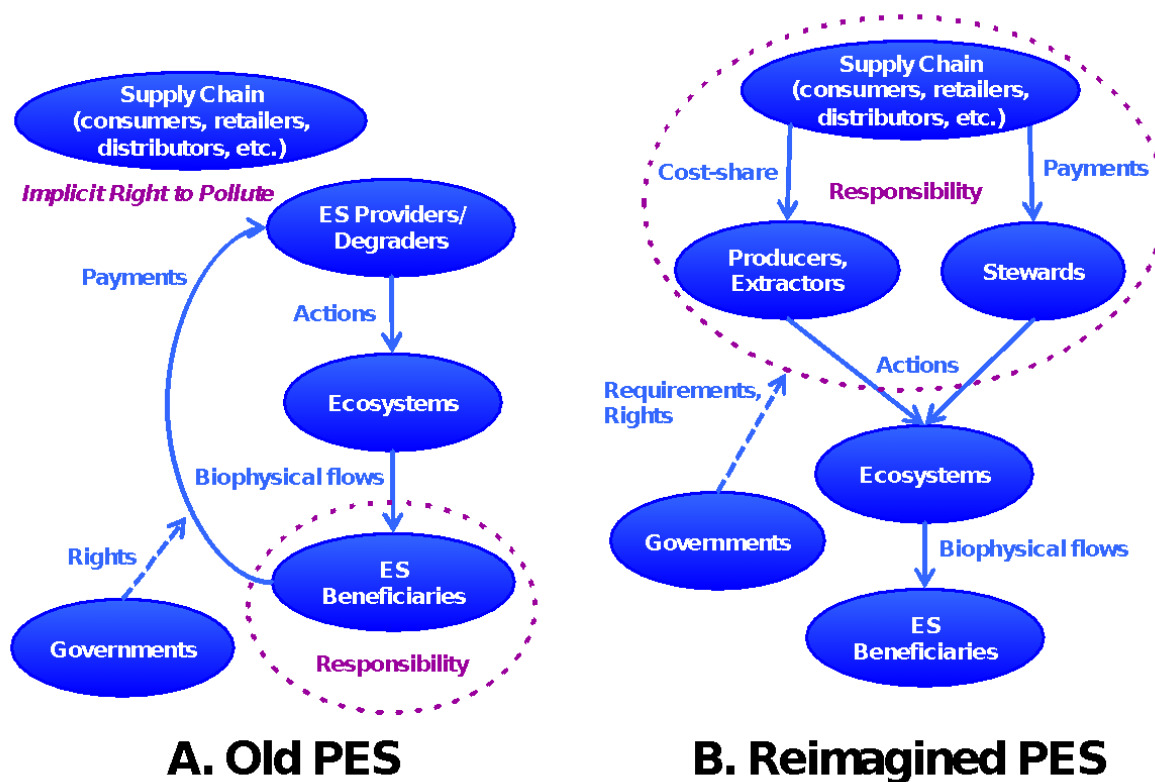 Supply Chain
(consumers, retailers,
distributors, etc.)
Implicit Right to Pollute
ES Providers/
Degraders
Payments
Actions
Ecosystems
Biophysical flows
Rights
ES
Beneficiaries
Governments
Responsibility
A. Old PES
Supply Chain
(consumers, retailers,
distributors, etc.)
Cost-share
Payments
Responsibility
Producers,
Extractors
Stewards
Actions
Requirements,
Rights
Ecosystems
Governments
Biophysical flows
ES
Beneficiaries
B. Reimagined PES